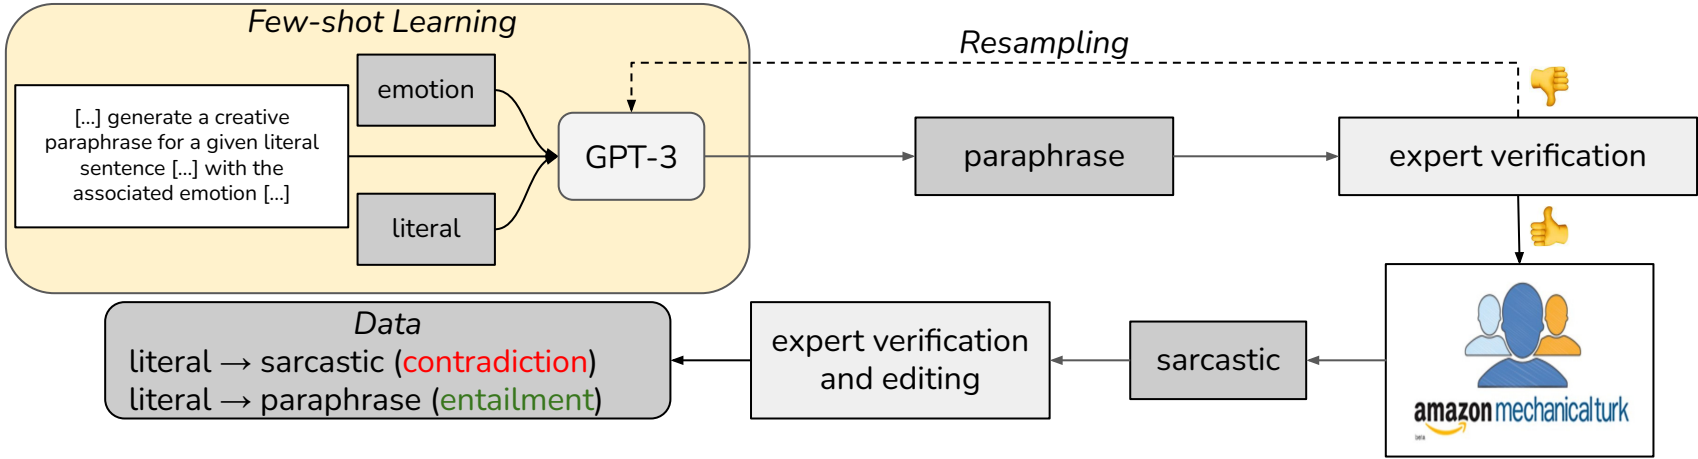 Few-shot Learning
[...] generate a creative
paraphrase for a given literal
sentence [...] with the
associated emotion [...]
emotion
literal
GPT-3
Resampling
paraphrase
expert verification
amazon mechanical turk
beta
sarcastic
expert verification
and editing
Data
literal → sarcastic (contradiction)
literal → paraphrase (entailment)